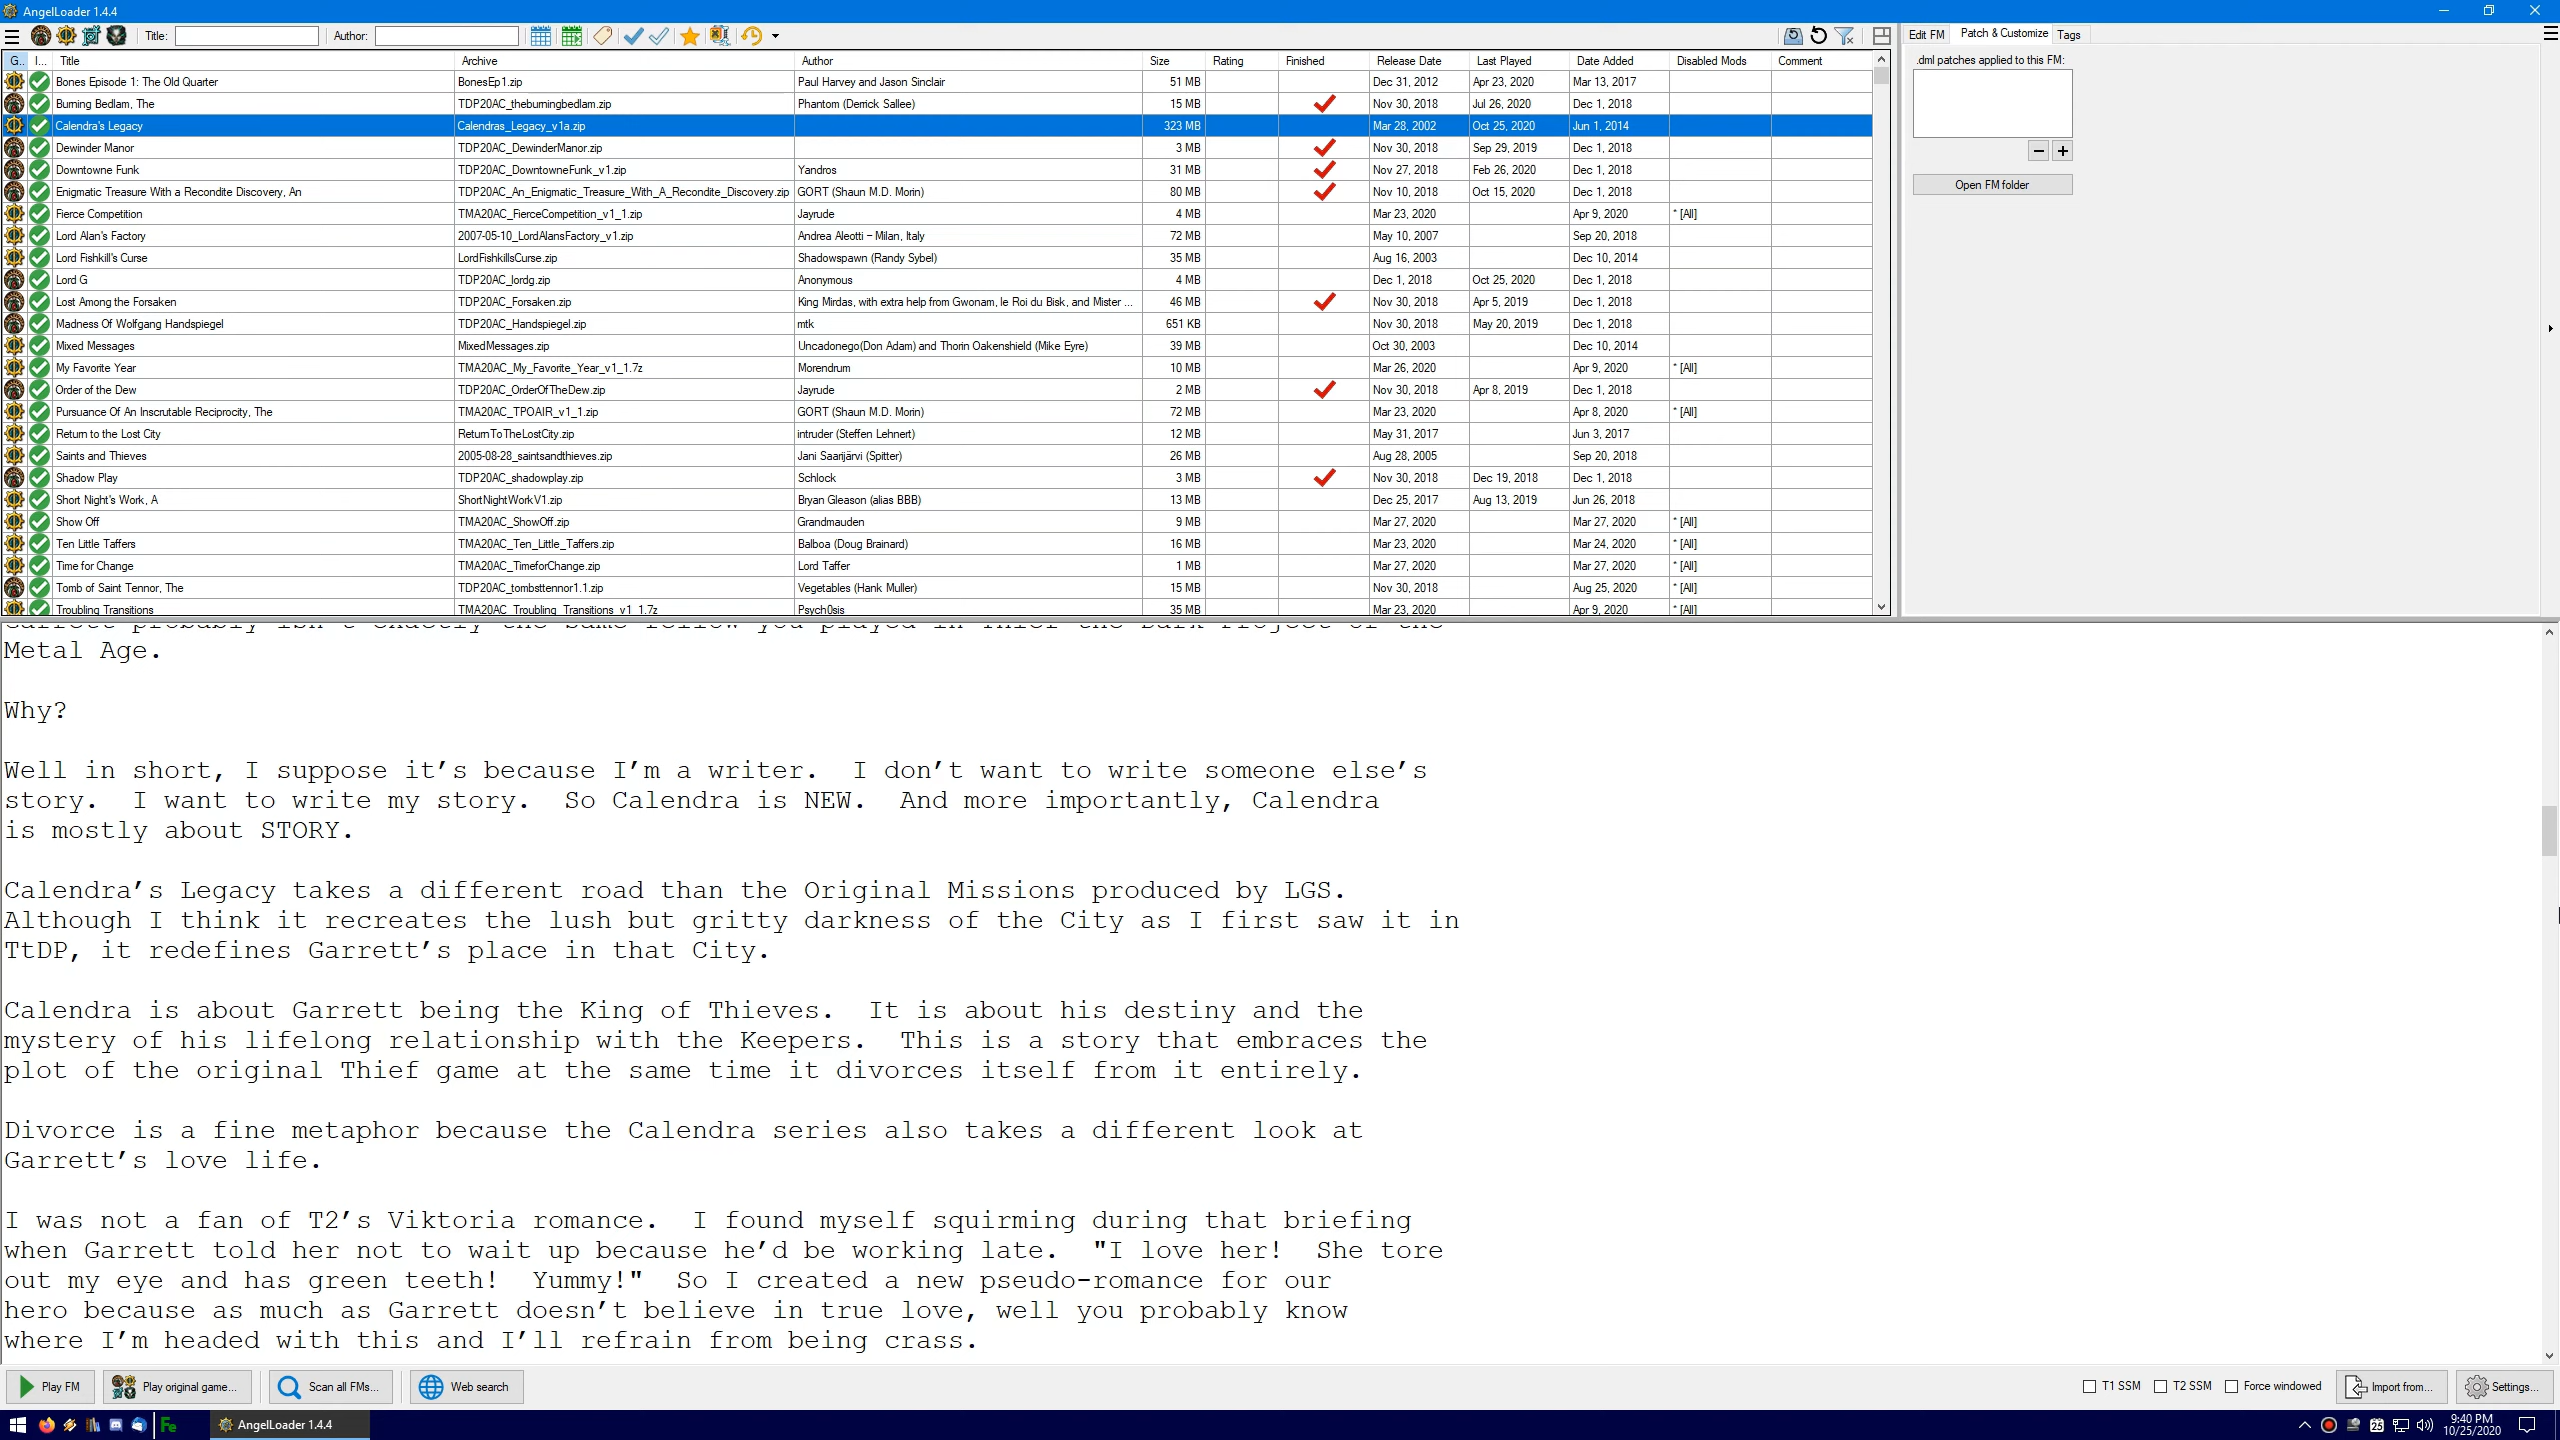 AngelLoader 1.4.4
Title: Author:
Edit FM Patch & Customize Tags
.dml patches applied to this FM:
Open FM folder
G.. I... Title Archive Author Size Rating Finished Release Date Last Played Date Added Disabled Mods Comment
Bones Episode 1: The Old Quarter BonesEp1.zip Paul Harvey and Jason Sinclair 51 MB Dec 31, 2012 Apr 23, 2020 Mar 13, 2017
Burning Bedlam, The TDP20AC_theburningbedlam.zip Phantom (Derrick Sallee) 15 MB Nov 30, 2018 Jul 26, 2020 Dec 1, 2018
Calendra's Legacy Calendras_Legacy_v1a.zip 323 MB Mar 28, 2002 Oct 25, 2020 Jun 1, 2014
Dewinder Manor TDP20AC_DewinderManor.zip 3 MB Nov 30, 2018 Sep 29, 2019 Dec 1, 2018
Downtowne Funk TDP20AC_DowntowneFunk_v1.zip Yandros 31 MB Nov 27, 2018 Feb 26, 2020 Dec 1, 2018
Enigmatic Treasure With a Recondite Discovery, An TDP20AC_An_Enigmatic_Treasure_With_A_Recondite_Discovery.zip GORT (Shaun M.D. Morin) 80 MB Nov 10, 2018 Oct 15, 2020 Dec 1, 2018
Fierce Competition TMA20AC_FierceCompetition_v1_1.zip Jayrude 4 MB Mar 23, 2020 Apr 9, 2020 * [All]
Lord Alan's Factory 2007-05-10_LordAlansFactory_v1.zip Andrea Aleotti – Milan, Italy 72 MB May 10, 2007 Sep 20, 2018
Lord Fishkill's Curse LordFishkillsCurse.zip Shadowspawn (Randy Sybel) 35 MB Aug 16, 2003 Dec 10, 2014
Lord G TDP20AC_lordg.zip Anonymous 4 MB Dec 1, 2018 Oct 25, 2020 Dec 1, 2018
Lost Among the Forsaken TDP20AC_Forsaken.zip King Mirdas, with extra help from Gwonam, le Roi du Bisk, and Mister ... 46 MB Nov 30, 2018 Apr 5, 2019 Dec 1, 2018
Madness Of Wolfgang Handspiegel TDP20AC_Handspiegel.zip mtk 651 KB Nov 30, 2018 May 20, 2019 Dec 1, 2018
Mixed Messages MixedMessages.zip Uncadonego(Don Adam) and Thorin Oakenshield (Mike Eyre) 39 MB Oct 30, 2003 Dec 10, 2014
My Favorite Year TMA20AC_My_Favorite_Year_v1_1.7z Morendrum 10 MB Mar 26, 2020 Apr 9, 2020 * [All]
Order of the Dew TDP20AC_OrderOfTheDew.zip Jayrude 2 MB Nov 30, 2018 Apr 8, 2019 Dec 1, 2018
Pursuance Of An Inscrutable Reciprocity, The TMA20AC_TPOAIR_v1_1.zip GORT (Shaun M.D. Morin) 72 MB Mar 23, 2020 Apr 8, 2020 * [All]
Return to the Lost City ReturnToTheLostCity.zip intruder (Steffen Lehnert) 12 MB May 31, 2017 Jun 3, 2017
Saints and Thieves 2005-08-28_saintsandthieves.zip Jani Saarijärvi (Spitter) 26 MB Aug 28, 2005 Sep 20, 2018
Shadow Play TDP20AC_shadowplay.zip Schlock 3 MB Nov 30, 2018 Dec 19, 2018 Dec 1, 2018
Short Night's Work, A ShortNightWorkV1.zip Bryan Gleason (alias BBB) 13 MB Dec 25, 2017 Aug 13, 2019 Jun 26, 2018
Show Off TMA20AC_ShowOff.zip Grandmauden 9 MB Mar 27, 2020 Mar 27, 2020 * [All]
Ten Little Taffers TMA20AC_Ten_Little_Taffers.zip Balboa (Doug Brainard) 16 MB Mar 23, 2020 Mar 24, 2020 * [All]
Time for Change TMA20AC_TimeforChange.zip Lord Taffer 1 MB Mar 27, 2020 Mar 27, 2020 * [All]
Tomb of Saint Tennor, The TDP20AC_tombsttennor1.1.zip Vegetables (Hank Muller) 15 MB Nov 30, 2018 Aug 25, 2020 * [All]
Troubling Transitions TMA20AC_Troubling_Transitions_v1_1.7z Psych0sis 35 MB Mar 23, 2020 Apr 9, 2020 * [All]
Garrett probably isn't exactly the same fellow you played in Thief the Dark Project or the
Metal Age.
Why?
Well in short, I suppose it's because I'm a writer. I don't want to write someone else's
story. I want to write my story. So Calendra is NEW. And more importantly, Calendra
is mostly about STORY.
Calendra's Legacy takes a different road than the Original Missions produced by LGS.
Although I think it recreates the lush but gritty darkness of the City as I first saw it in
TtDP, it redefines Garrett's place in that City.
Calendra is about Garrett being the King of Thieves. It is about his destiny and the
mystery of his lifelong relationship with the Keepers. This is a story that embraces the
plot of the original Thief game at the same time it divorces itself from it entirely.
Divorce is a fine metaphor because the Calendra series also takes a different look at
Garrett's love life.
I was not a fan of T2's Viktoria romance. I found myself squirming during that briefing
when Garrett told her not to wait up because he'd be working late. "I love her! She tore
out my eye and has green teeth! Yummy!" So I created a new pseudo-romance for our
hero because as much as Garrett doesn't believe in true love, well you probably know
where I'm headed with this and I'll refrain from being crass.
Play FM Play original game... Scan all FMs... Web search T1 SSM T2 SSM Force windowed Import from... Settings...
Fe AngelLoader 1.4.4 25 9:40 PM
10/25/2020